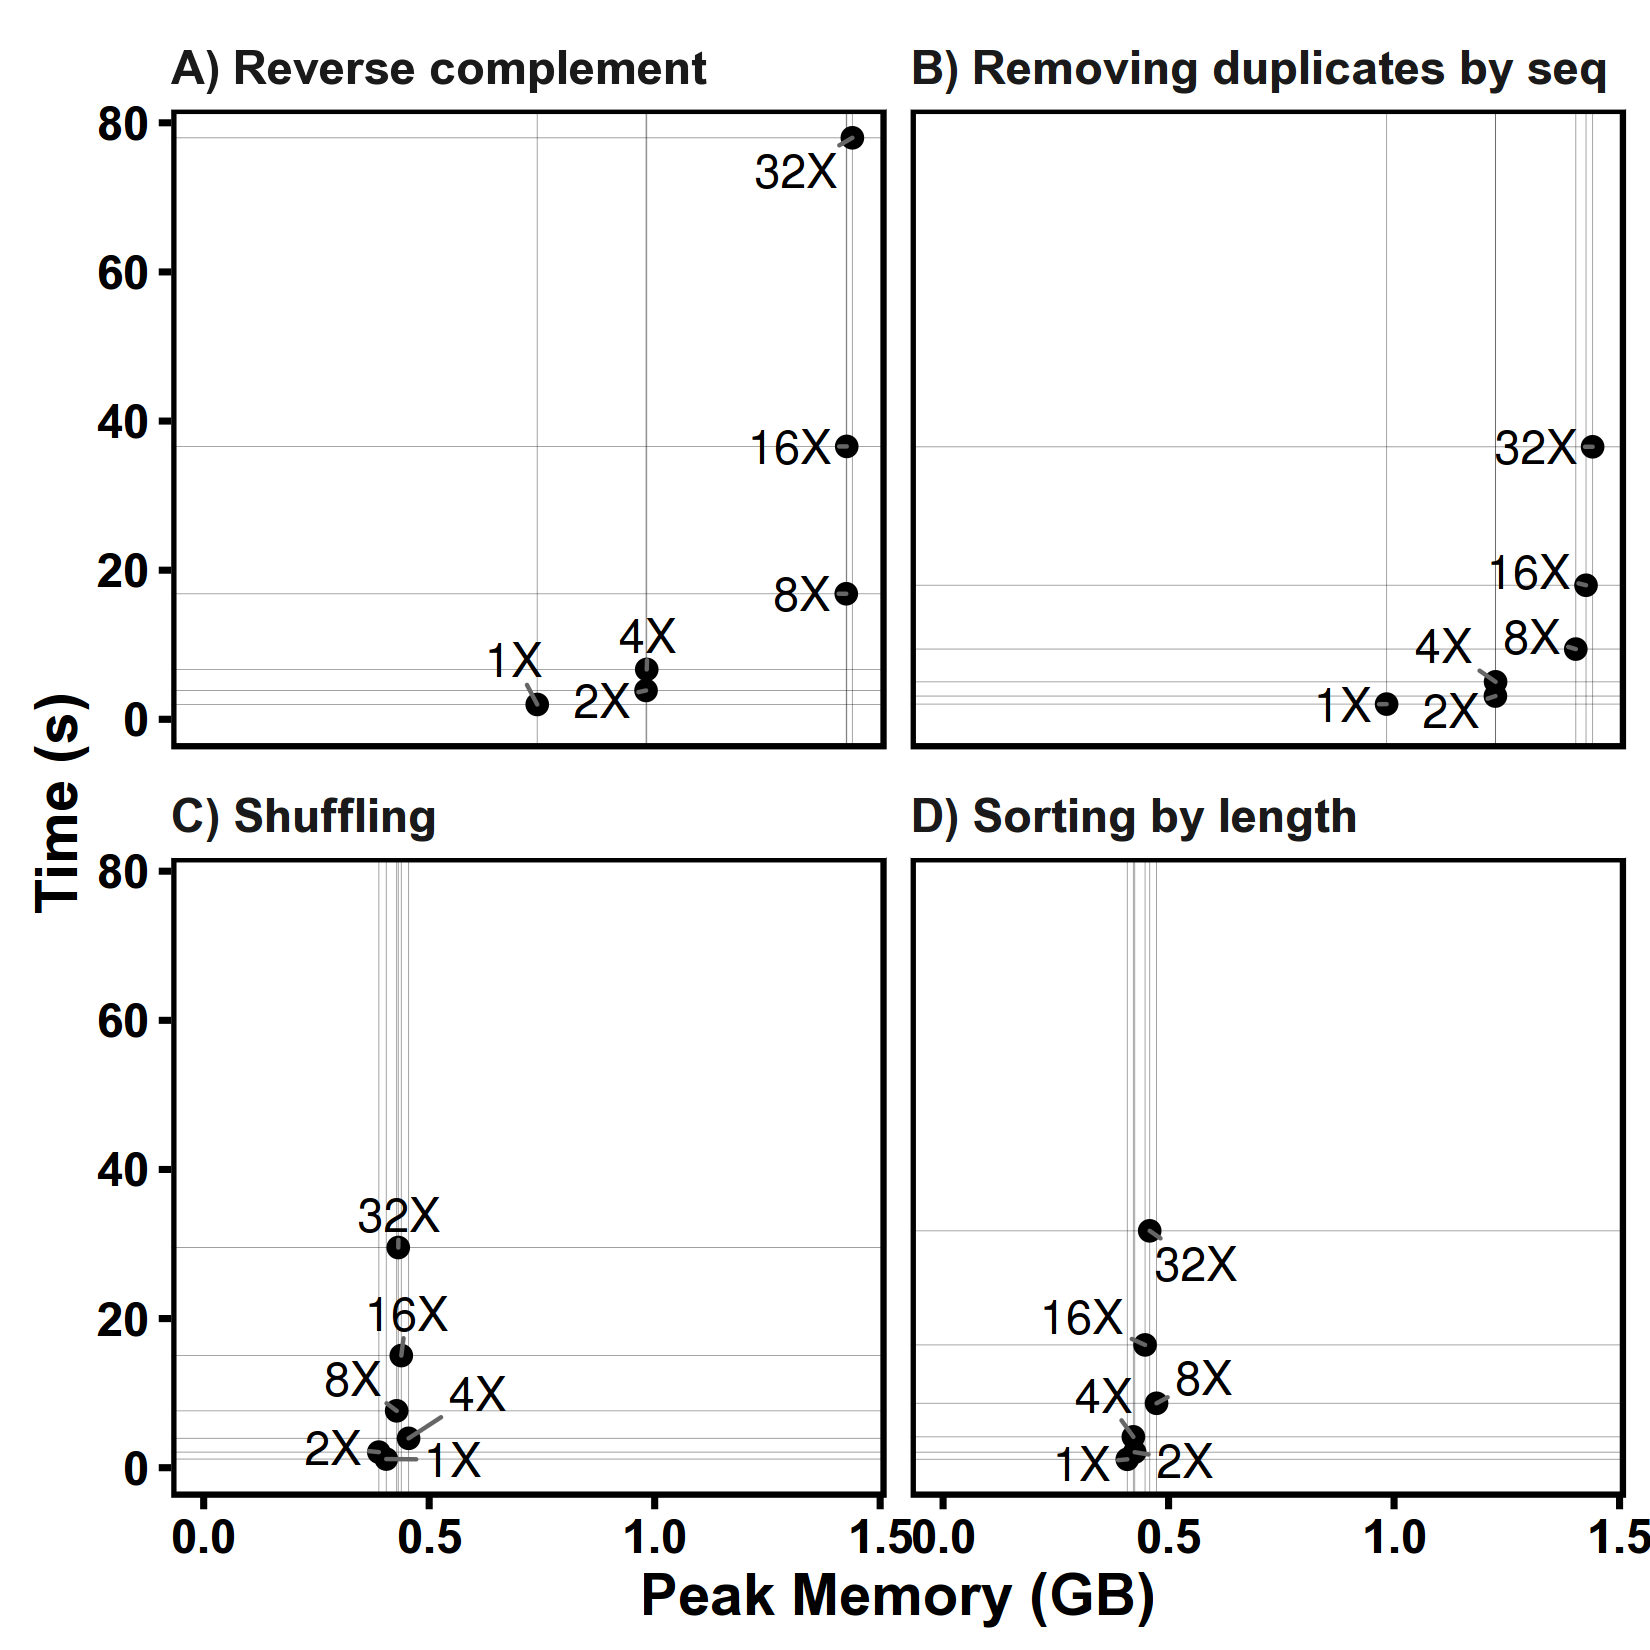 A) Reverse complement
B) Removing duplicates by seq
80
60
40
20
0
32X
16X
8X
4X
1X
2X
32X
16X
8X
4X
1X
2X
Time (s)
C) Shuffling
D) Sorting by length
80
60
40
20
0
32X
16X
8X
4X
2X
1X
32X
16X
8X
4X
1X
2X
0.0
0.5
1.0
1.5
0.0
0.5
1.0
1.5
Peak Memory (GB)